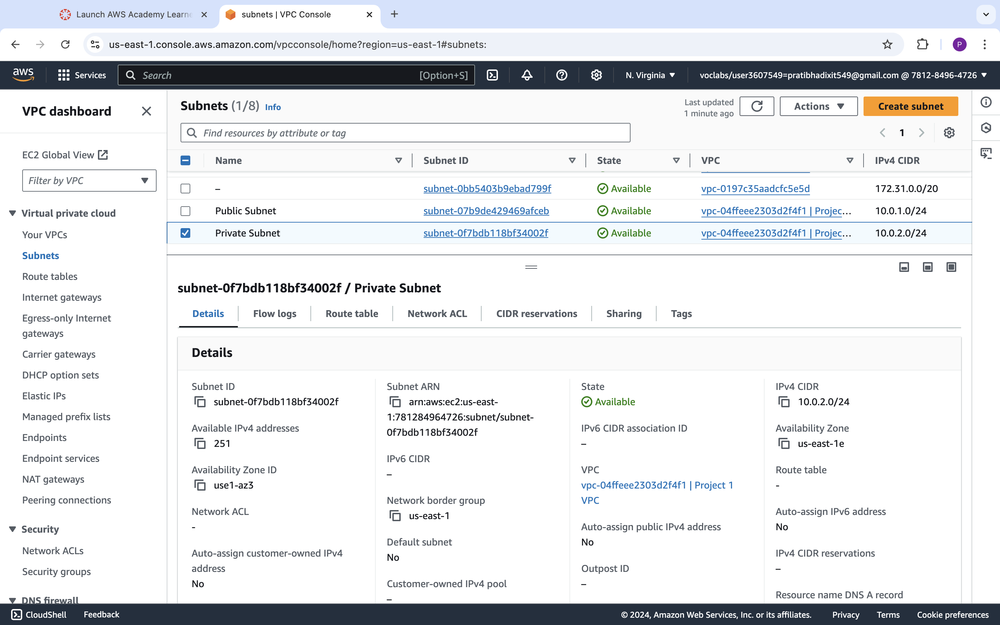 Launch AWS Academy Learne
subnets | VPC Console
us-east-1.console.aws.amazon.com/vpcconsole/home?region=us-east-1#subnets:
P
aws
Services
Search
[Option+S]
N. Virginia
voclabs/user3607549=pratibhadixit549@gmail.com @ 7812-8496-4726
VPC dashboard
EC2 Global View
Filter by VPC
Virtual private cloud
Your VPCs
Subnets
Route tables
Internet gateways
Egress-only Internet
gateways
Carrier gateways
DHCP option sets
Elastic IPs
Managed prefix lists
Endpoints
Endpoint services
NAT gateways
Peering connections
Security
Network ACLs
Security groups
DNS firewall
Subnets (1/8) Info
Last updated
1 minute ago
Actions
Create subnet
Find resources by attribute or tag
1
Name Subnet ID State VPC IPv4 CIDR
– subnet-0bb5403b9ebad799f Available vpc-0197c35aadcfc5e5d 172.31.0.0/20
Public Subnet subnet-07b9de429469afceb Available vpc-04ffeee2303d2f4f1 | Projec... 10.0.1.0/24
Private Subnet subnet-0f7bdb118bf34002f Available vpc-04ffeee2303d2f4f1 | Projec... 10.0.2.0/24
subnet-0f7bdb118bf34002f / Private Subnet
Details Flow logs Route table Network ACL CIDR reservations Sharing Tags
Details
Subnet ID
subnet-0f7bdb118bf34002f
Available IPv4 addresses
251
Availability Zone ID
use1-az3
Network ACL
-
Auto-assign customer-owned IPv4
address
No
Subnet ARN
arn:aws:ec2:us-east-
1:781284964726:subnet/subnet-
0f7bdb118bf34002f
IPv6 CIDR
–
Network border group
us-east-1
Default subnet
No
Customer-owned IPv4 pool
–
State
Available
IPv6 CIDR association ID
–
VPC
vpc-04ffeee2303d2f4f1 | Project 1
VPC
Auto-assign public IPv4 address
No
Outpost ID
–
IPv4 CIDR
10.0.2.0/24
Availability Zone
us-east-1e
Route table
-
Auto-assign IPv6 address
No
IPv4 CIDR reservations
–
Resource name DNS A record
CloudShell
Feedback
© 2024, Amazon Web Services, Inc. or its affiliates.
Privacy
Terms
Cookie preferences